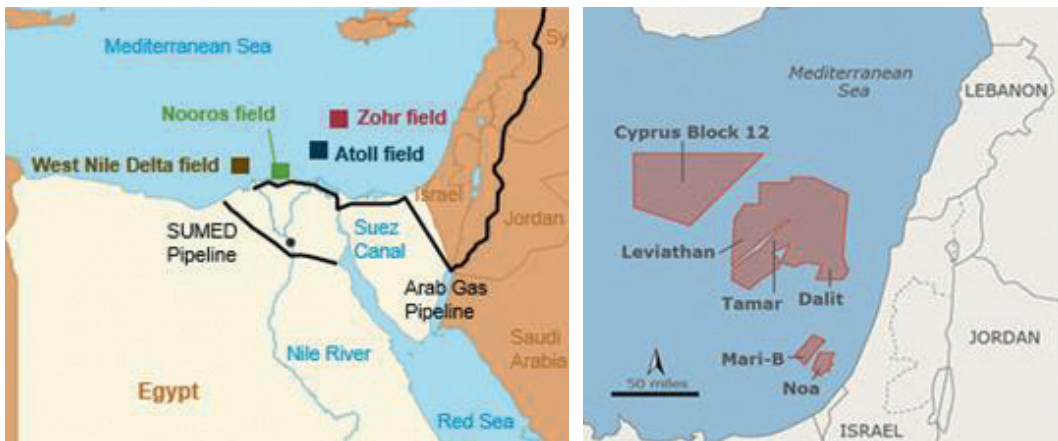 Mediterranean Sea
Sy
Nooros field
Zohr field
Atoll field
West Nile Delta field
Israel
Jordan
SUMED
Pipeline
Suez
Canal
Arab Gas
Pipeline
Saudi
Arabia
Nile River
Egypt
Red Sea
Mediterranean
Sea
LEBANON
Cyprus Block 12
Leviathan
Tamar
Dalit
JORDAN
Mari-B
Noa
50 miles
ISRAEL